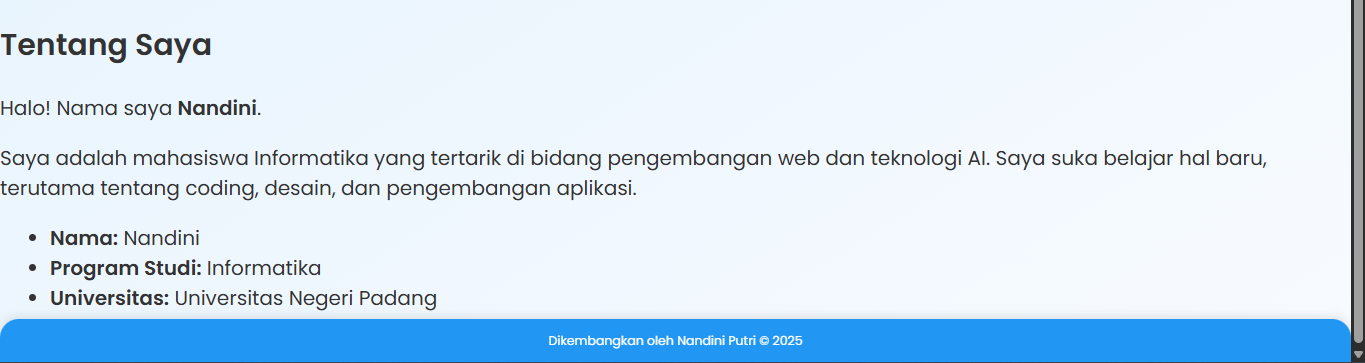 Tentang Saya
Halo! Nama saya Nandini.
Saya adalah mahasiswa Informatika yang tertarik di bidang pengembangan web dan teknologi AI. Saya suka belajar hal baru,
terutama tentang coding, desain, dan pengembangan aplikasi.
• Nama: Nandini
• Program Studi: Informatika
• Universitas: Universitas Negeri Padang
Dikembangkan oleh Nandini Putri © 2025